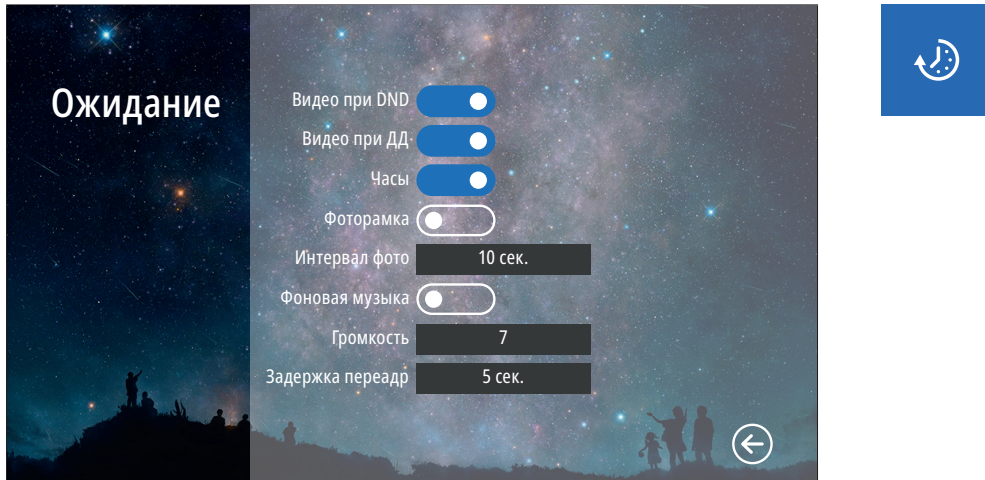 Ожидание
Видео при DND
Видео при ДД
Часы
Фоторамка
Интервал фото 10 сек.
Фоновая музыка
Громкость 7
Задержка переадр 5 сек.